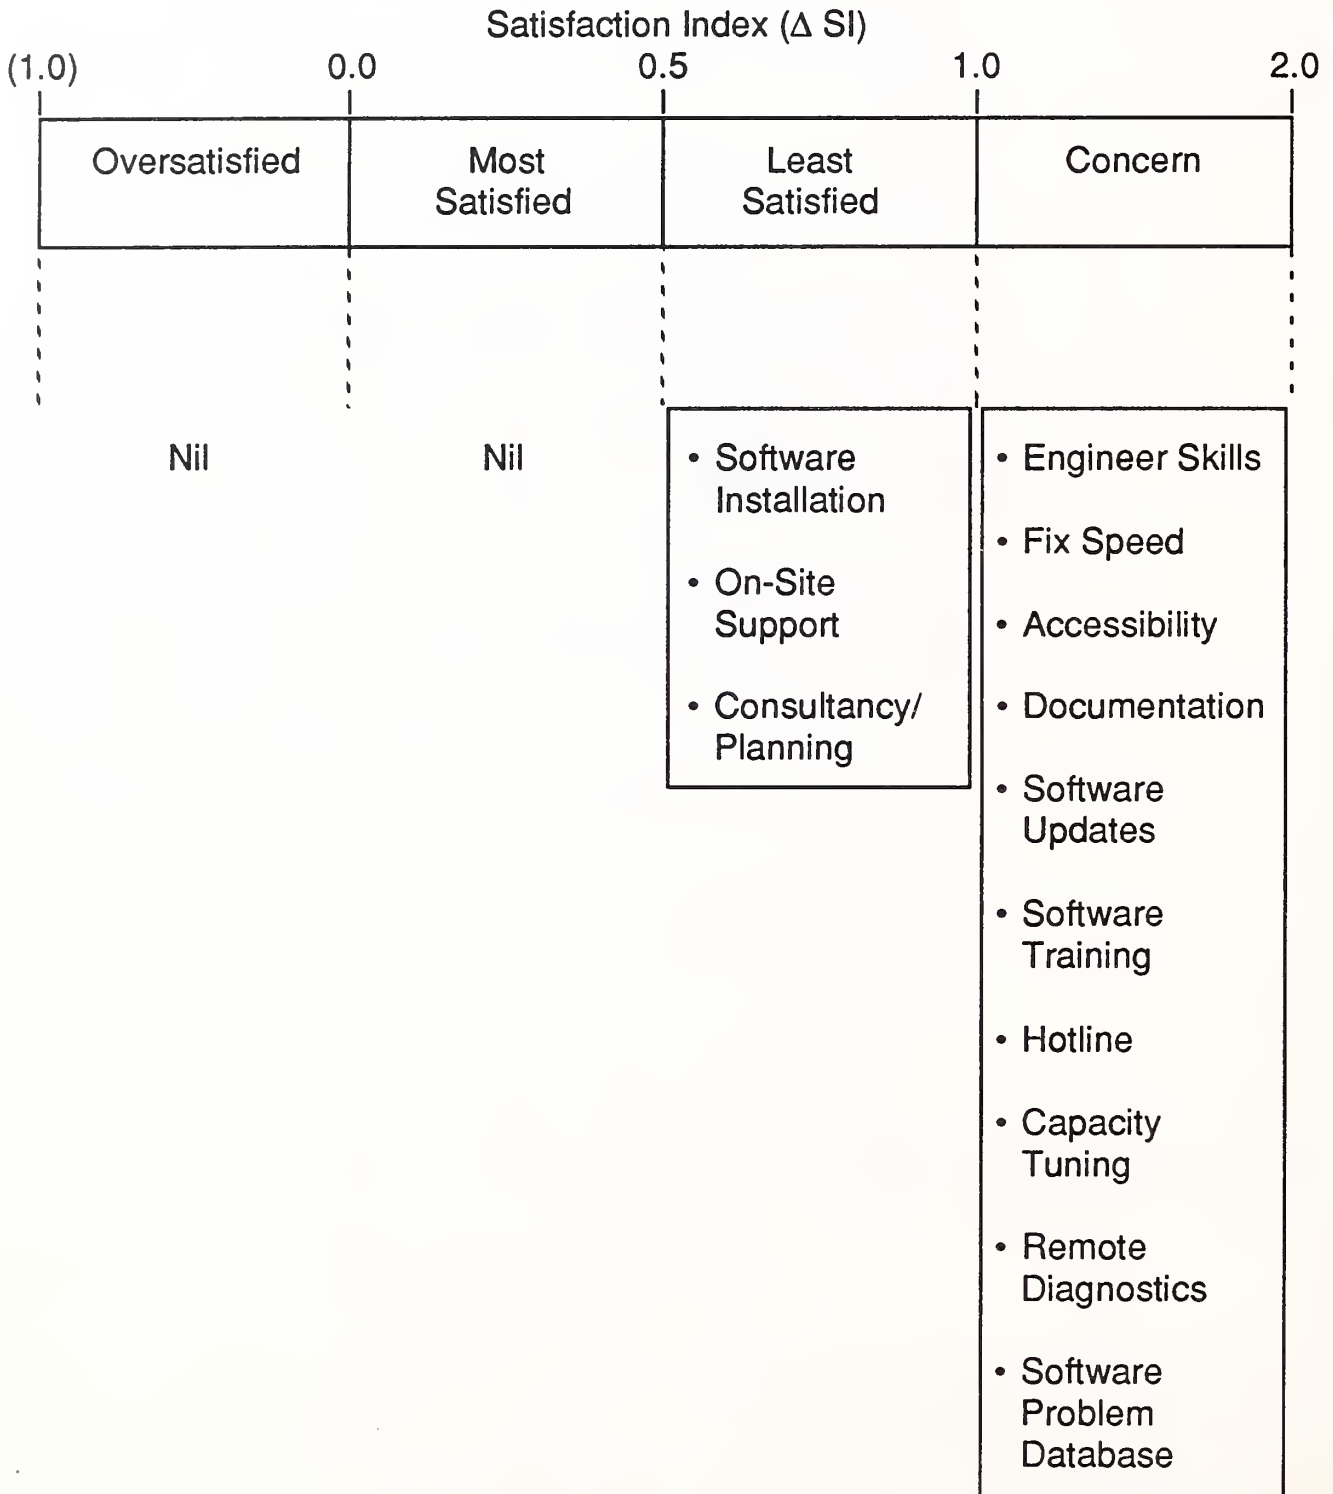 Satisfaction Index (Δ SI)
(1.0) 0.0 0.5 1.0 2.0
Oversatisfied
Most
Satisfied
Least
Satisfied
Concern
Nil
Nil
• Software
Installation
• On-Site
Support
• Consultancy/
Planning
• Engineer Skills
• Fix Speed
• Accessibility
• Documentation
• Software
Updates
• Software
Training
• Hotline
• Capacity
Tuning
• Remote
Diagnostics
• Software
Problem
Database